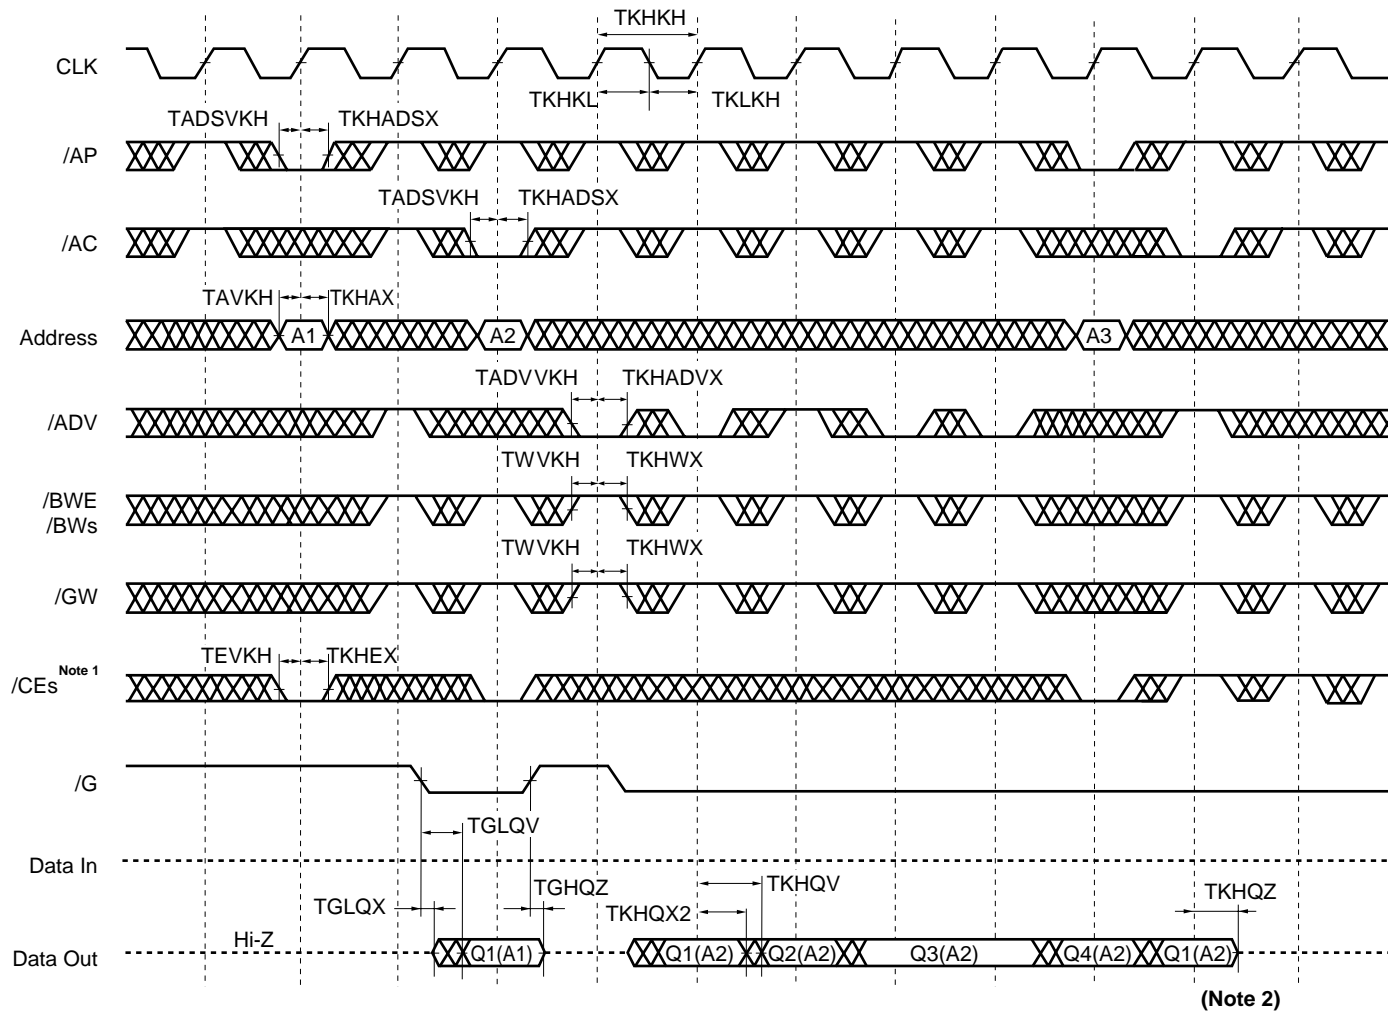 TKHKH
CLK
TKHKL TKLKH
TADSVKH TKHADSX
/AP
TADSVKH TKHADSX
/AC
TAVKH TKHAX
Address A1 A2 A3
TADVVKH TKHADVX
/ADV
TWVKH TKHWX
/BWE
/BWs
TWVKH TKHWX
/GW
TEVKH TKHEX
/CEs Note 1
/G
TGLQV
Data In
TGLQX TGHQZ TKHQX2 TKHQV TKHQZ
Hi-Z
Data Out Q1(A1) Q1(A2) Q2(A2) Q3(A2) Q4(A2) Q1(A2)
(Note 2)